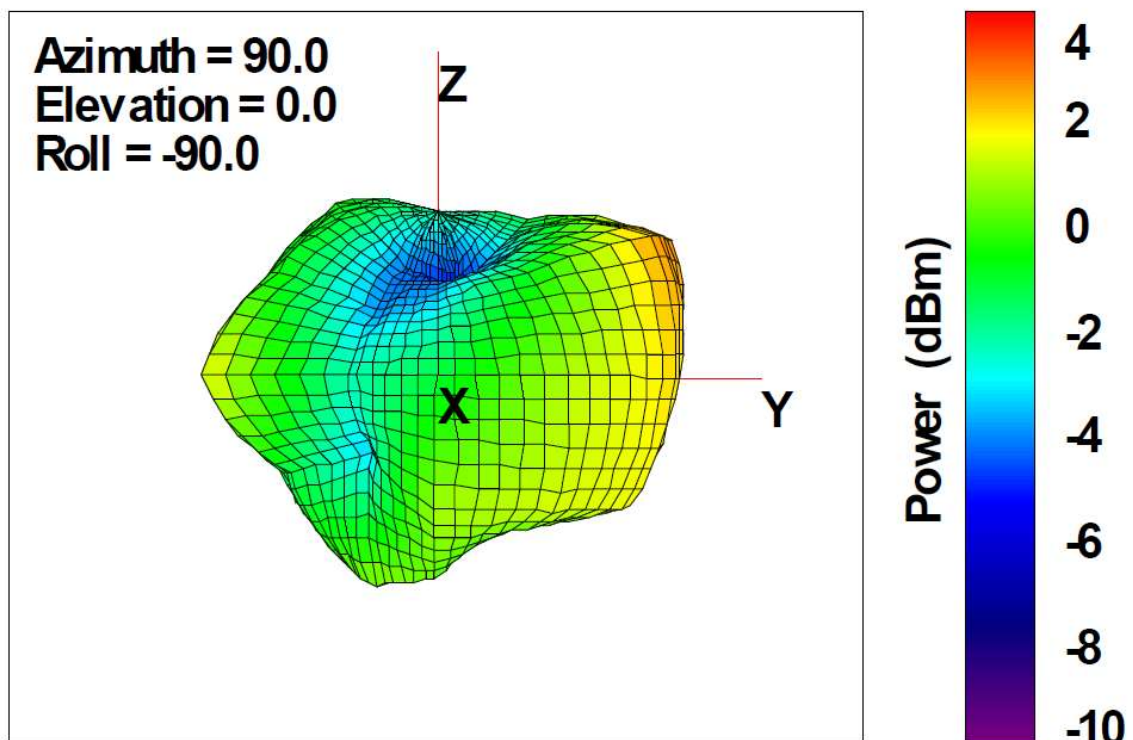 Azimuth = 90.0
Elevation = 0.0
Roll = -90.0
Z
X
Y
Power (dBm)
4
2
0
-2
-4
-6
-8
-10